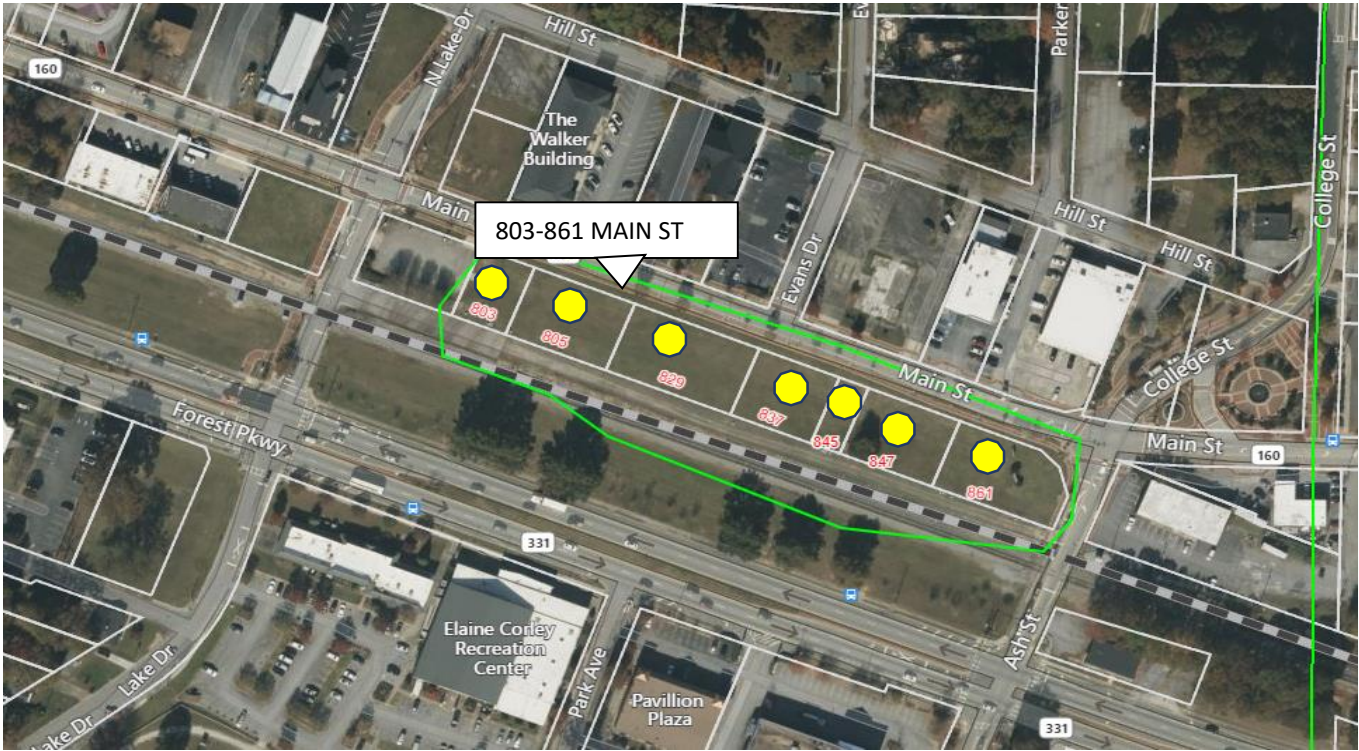 Hill St
160
N Lake Dr
Ev
Parker
The
Walker
Building
College St
Main
803-861 MAIN ST
Hill St
Hill St
Evans Dr
803
805
829
837
845
847
861
Main St
College St
Main St
160
Forest Pkwy
331
Elaine Corley
Recreation
Center
Park Ave
Ash St
Lake Dr
Lake Dr
Pavillion
Plaza
331